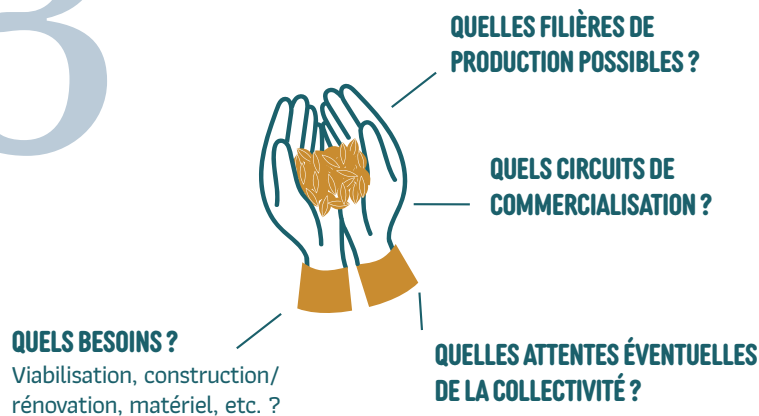 3
QUELLES FILIÈRES DE
PRODUCTION POSSIBLES ?
QUELS CIRCUITS DE
COMMERCIALISATION ?
QUELS BESOINS ?
Viabilisation, construction/
rénovation, matériel, etc. ?
QUELLES ATTENTES ÉVENTUELLES
DE LA COLLECTIVITÉ ?